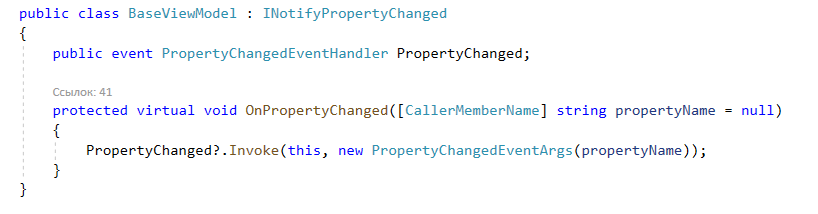 public class BaseViewModel : INotifyPropertyChanged
{
public event PropertyChangedEventHandler PropertyChanged;
Ссылок: 41
protected virtual void OnPropertyChanged([CallerMemberName] string propertyName = null)
{
PropertyChanged?.Invoke(this, new PropertyChangedEventArgs(propertyName));
}
}